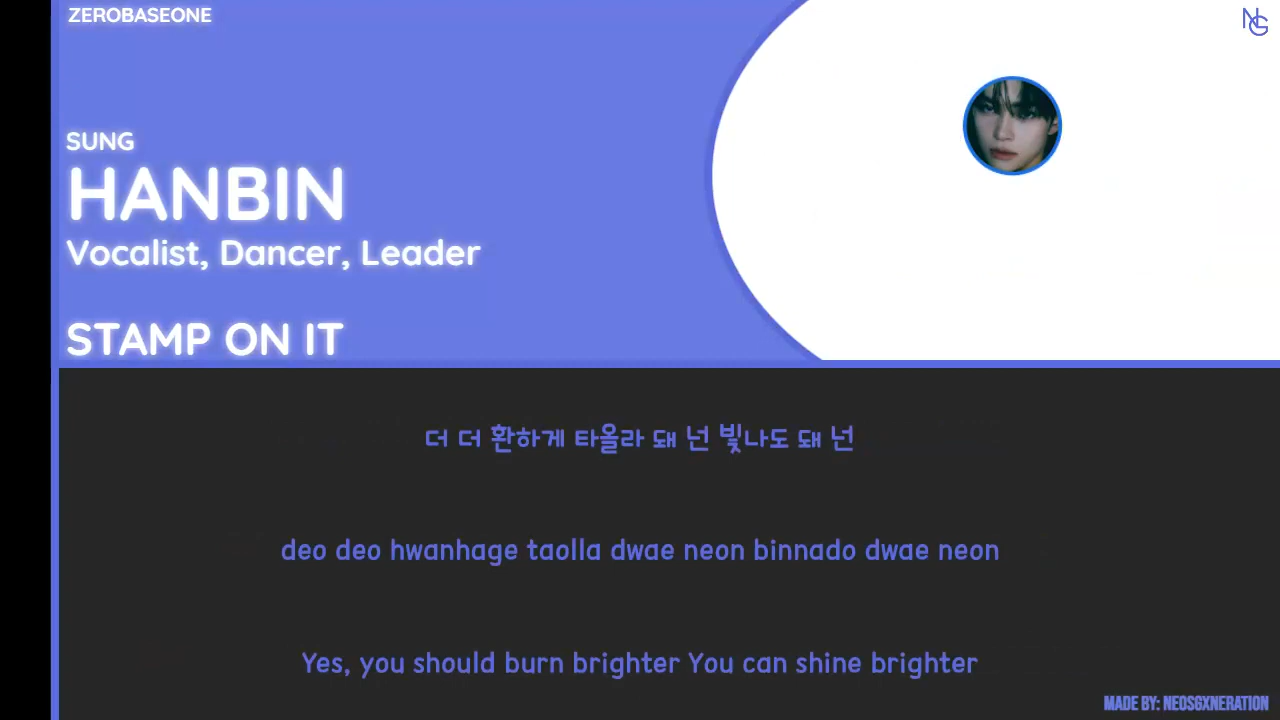 ZEROBASEONE
NG
SUNG
HANBIN
Vocalist, Dancer, Leader
STAMP ON IT
더 더 환하게 타올라 돼 넌 빛나도 돼 넌
deo deo hwanhage taolla dwae neon binnado dwae neon
Yes, you should burn brighter You can shine brighter
MADE BY: NEOSGXNERATION